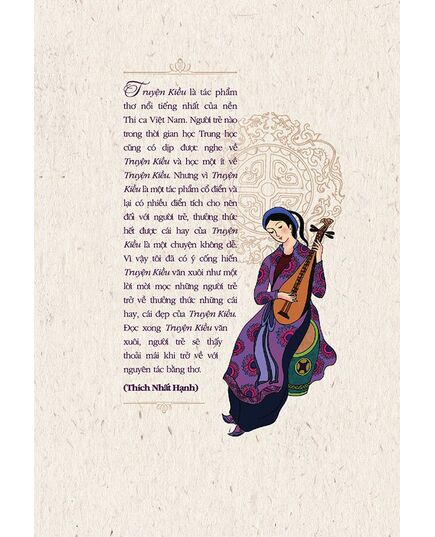 Truyện Kiều là tác phẩm
thơ nổi tiếng nhất của nền
Thi ca Việt Nam. Người trẻ nào
trong thời gian học Trung học
cũng có dịp được nghe về
Truyện Kiều và học một ít về
Truyện Kiều. Nhưng vì Truyện
Kiều là một tác phẩm cổ điển và
lại có nhiều điển tích cho nên
đối với người trẻ, thưởng thức
hết được cái hay của Truyện
Kiều là một chuyện không dễ.
Vì vậy tôi đã có ý cống hiến
Truyện Kiều văn xuôi như một
lời mời mọc những người trẻ
trở về thưởng thức những cái
hay, cái đẹp của Truyện Kiều.
Đọc xong Truyện Kiều văn
xuôi, người trẻ sẽ thấy
thoải mái khi trở về với
nguyên tác bằng thơ.
(Thích Nhất Hạnh)